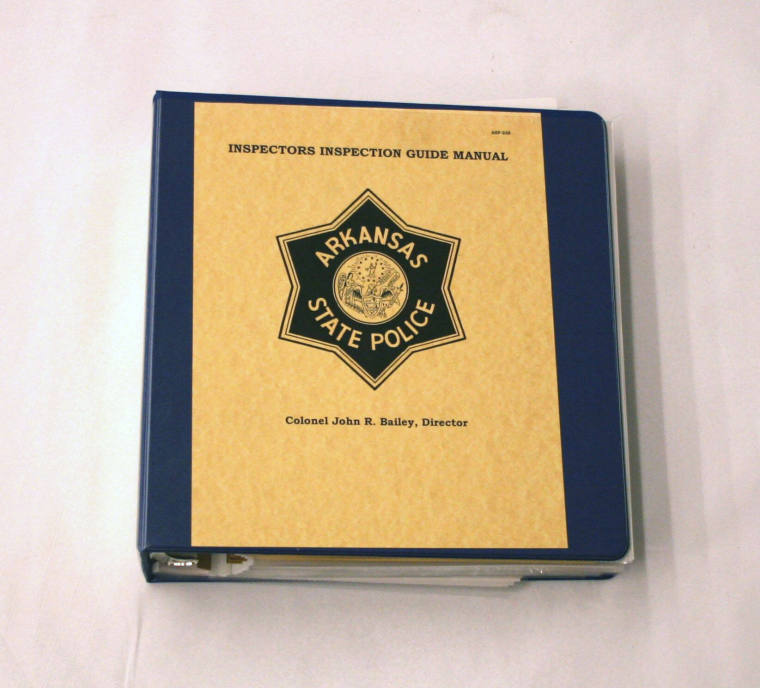 INSPECTORS INSPECTION GUIDE MANUAL
ARKANSAS
STATE POLICE
Colonel John R. Bailey, Director